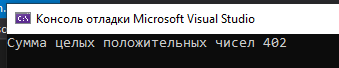 Консоль отладки Microsoft Visual Studio
Сумма целых положительных чисел 402